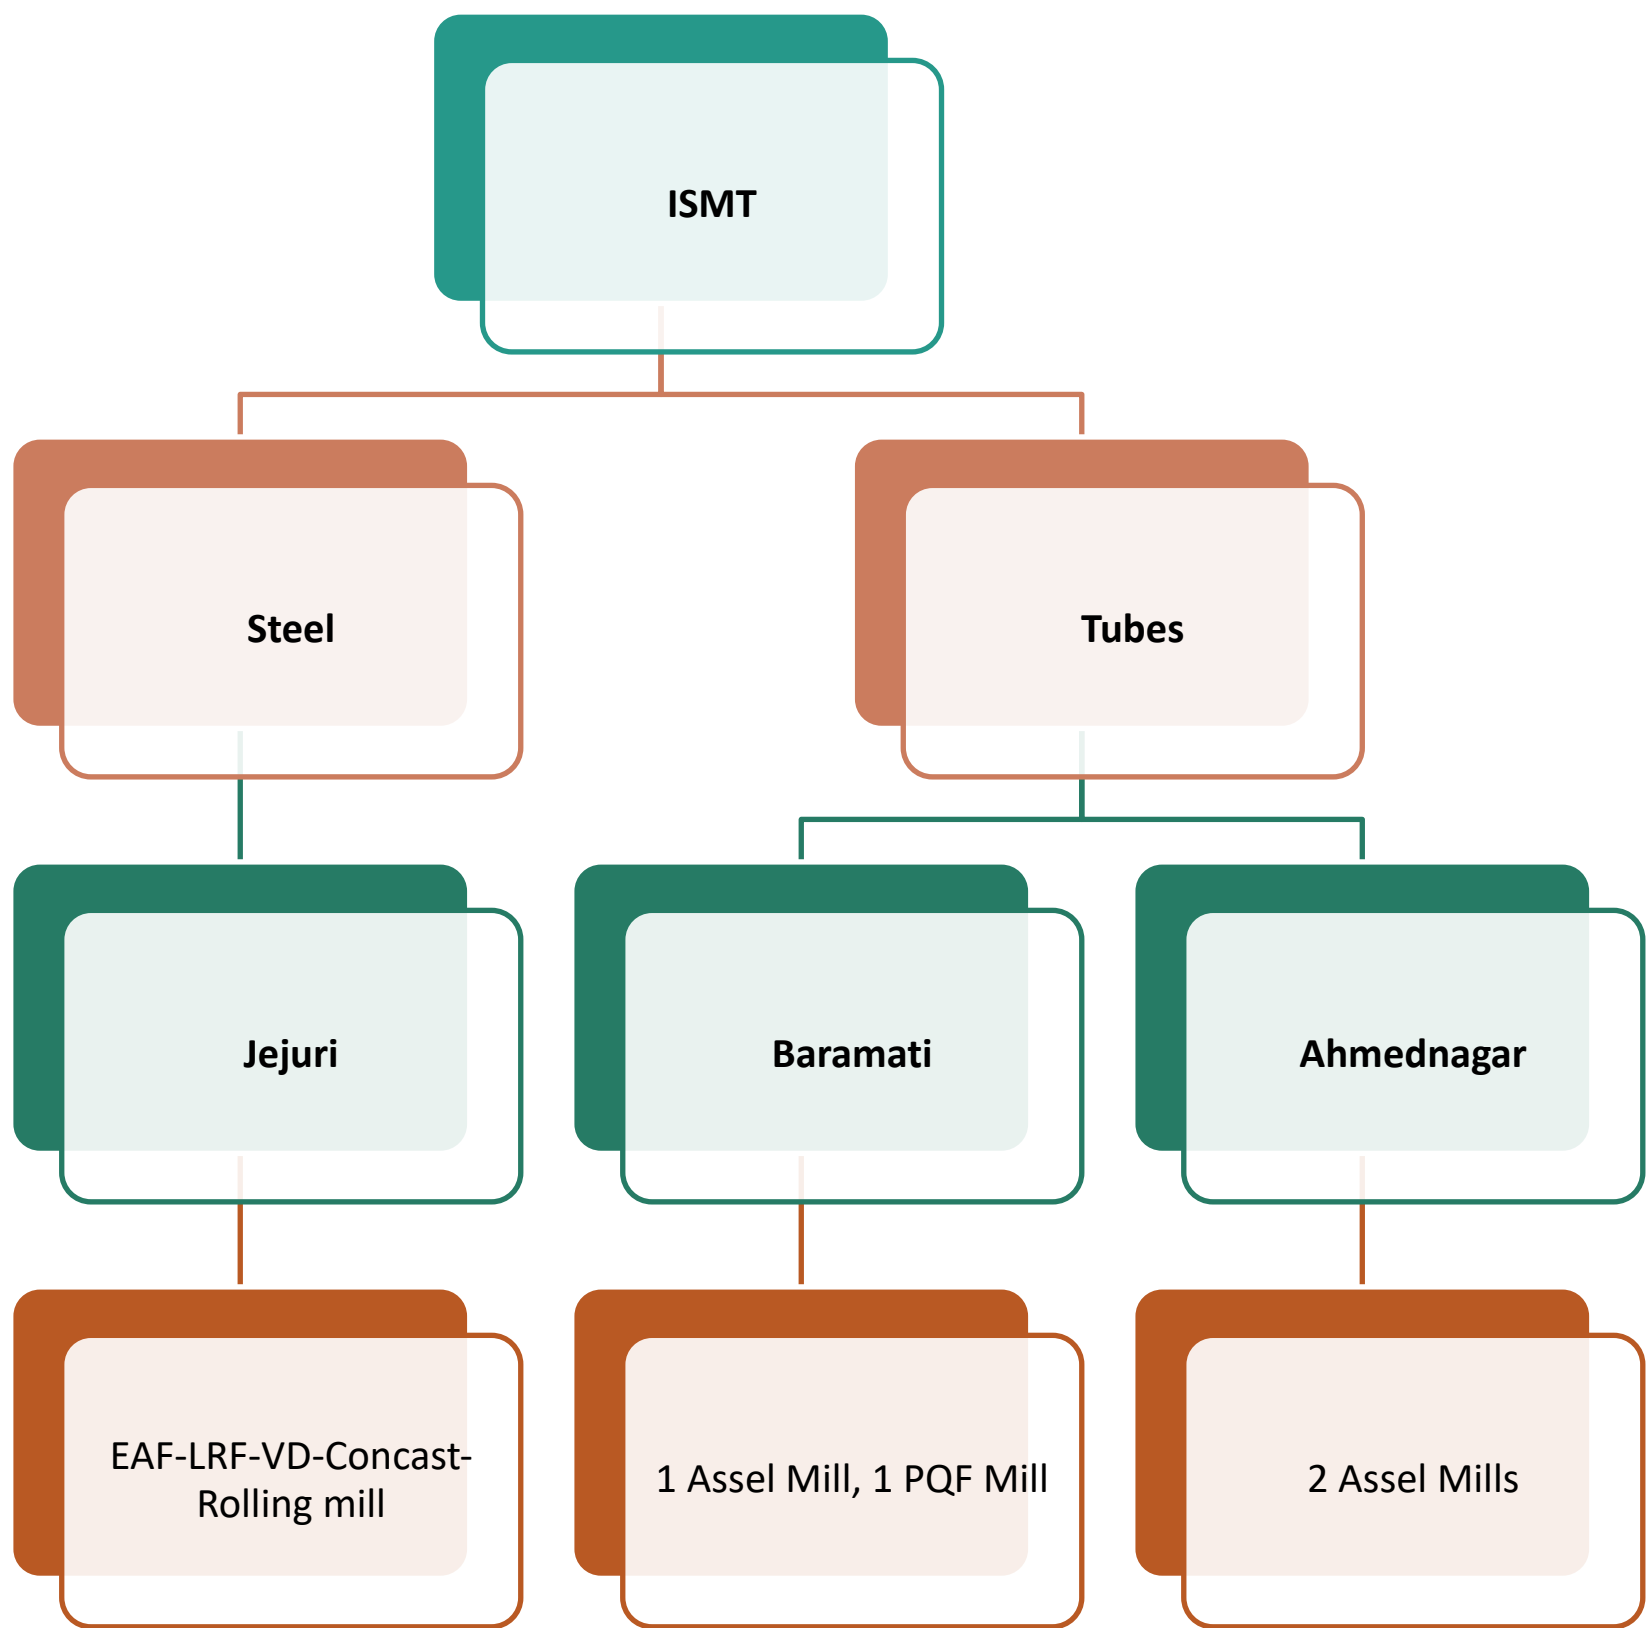 ISMT
Steel
Tubes
Jejuri
Baramati
Ahmednagar
EAF-LRF-VD-Concast-
Rolling mill
1 Assel Mill, 1 PQF Mill
2 Assel Mills